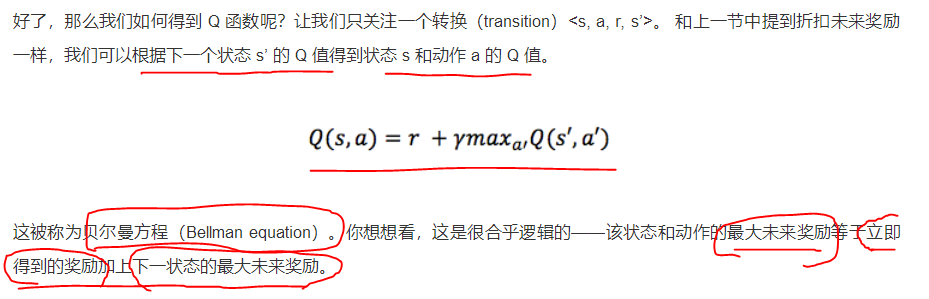 好了，那么我们如何得到 Q 函数呢？让我们只关注一个转换（transition）<s, a, r, s’>。 和上一节中提到折扣未来奖励
一样，我们可以根据下一个状态 s’ 的 Q 值得到状态 s 和动作 a 的 Q 值。
Q(s,a) = r + γmaxₐ′Q(s′,a′)
这被称为贝尔曼方程（Bellman equation）。你想想看，这是很合乎逻辑的——该状态和动作的最大未来奖励等于立即
得到的奖励加上下一状态的最大未来奖励。